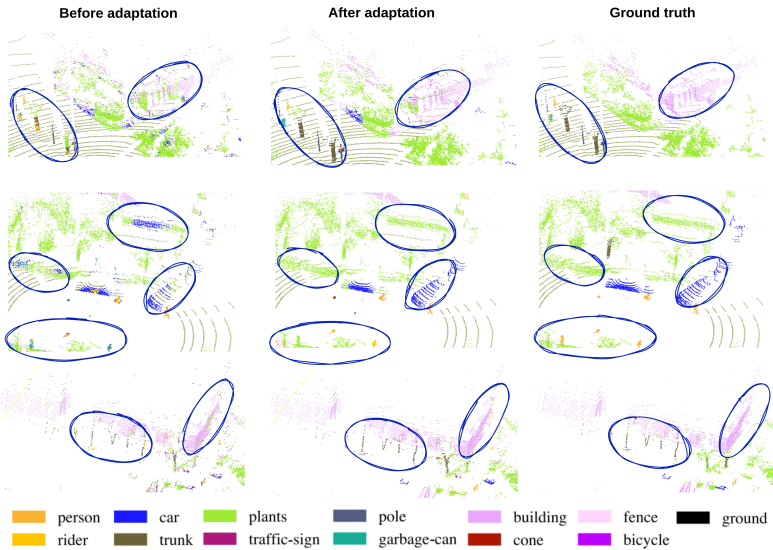 Before adaptation After adaptation Ground truth
person car plants pole building fence ground
rider trunk traffic-sign garbage-can cone bicycle